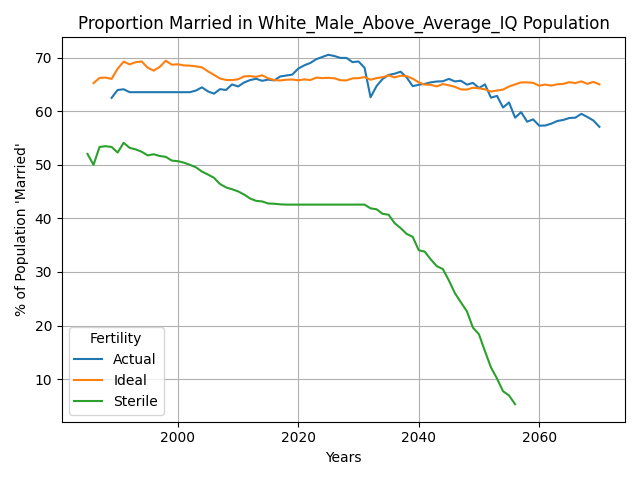 Proportion Married in White_Male_Above_Average_IQ Population
% of Population 'Married'
70
60
50
40
30
20
10
Fertility
Actual
Ideal
Sterile
2000
2020
2040
2060
Years